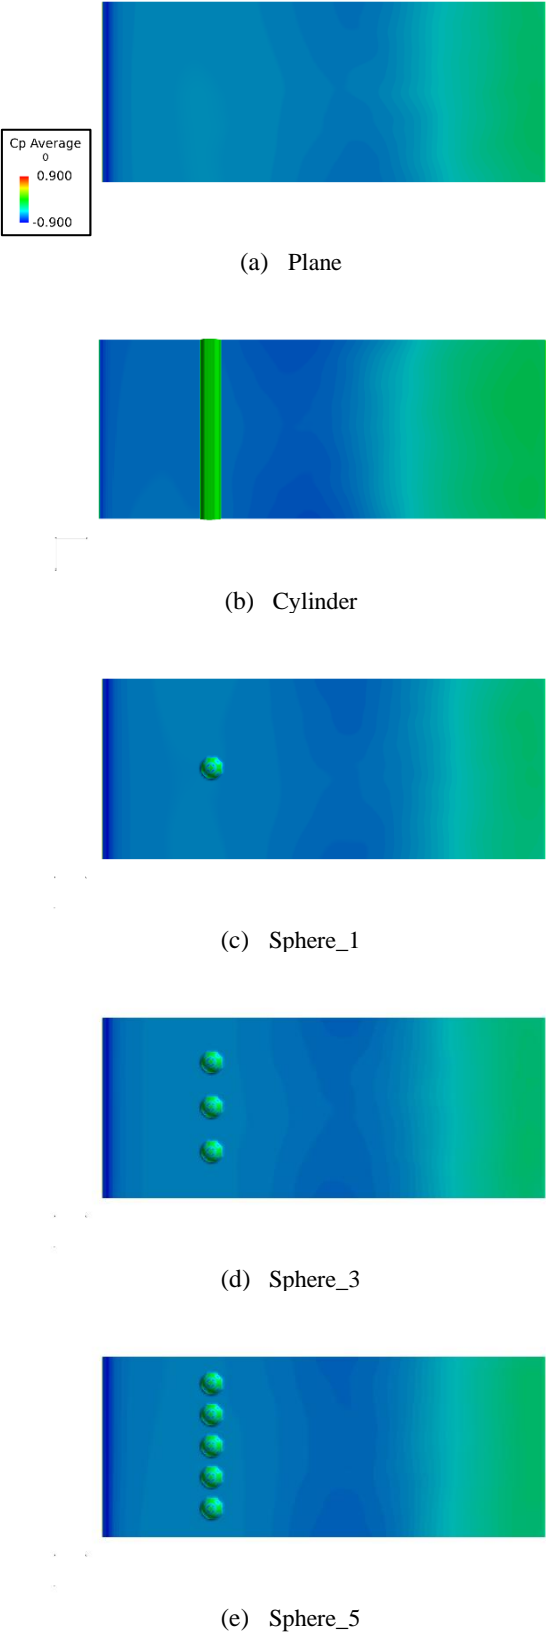 Cp Average
0
0.900
-0.900
(a) Plane
(b) Cylinder
(c) Sphere_1
(d) Sphere_3
(e) Sphere_5